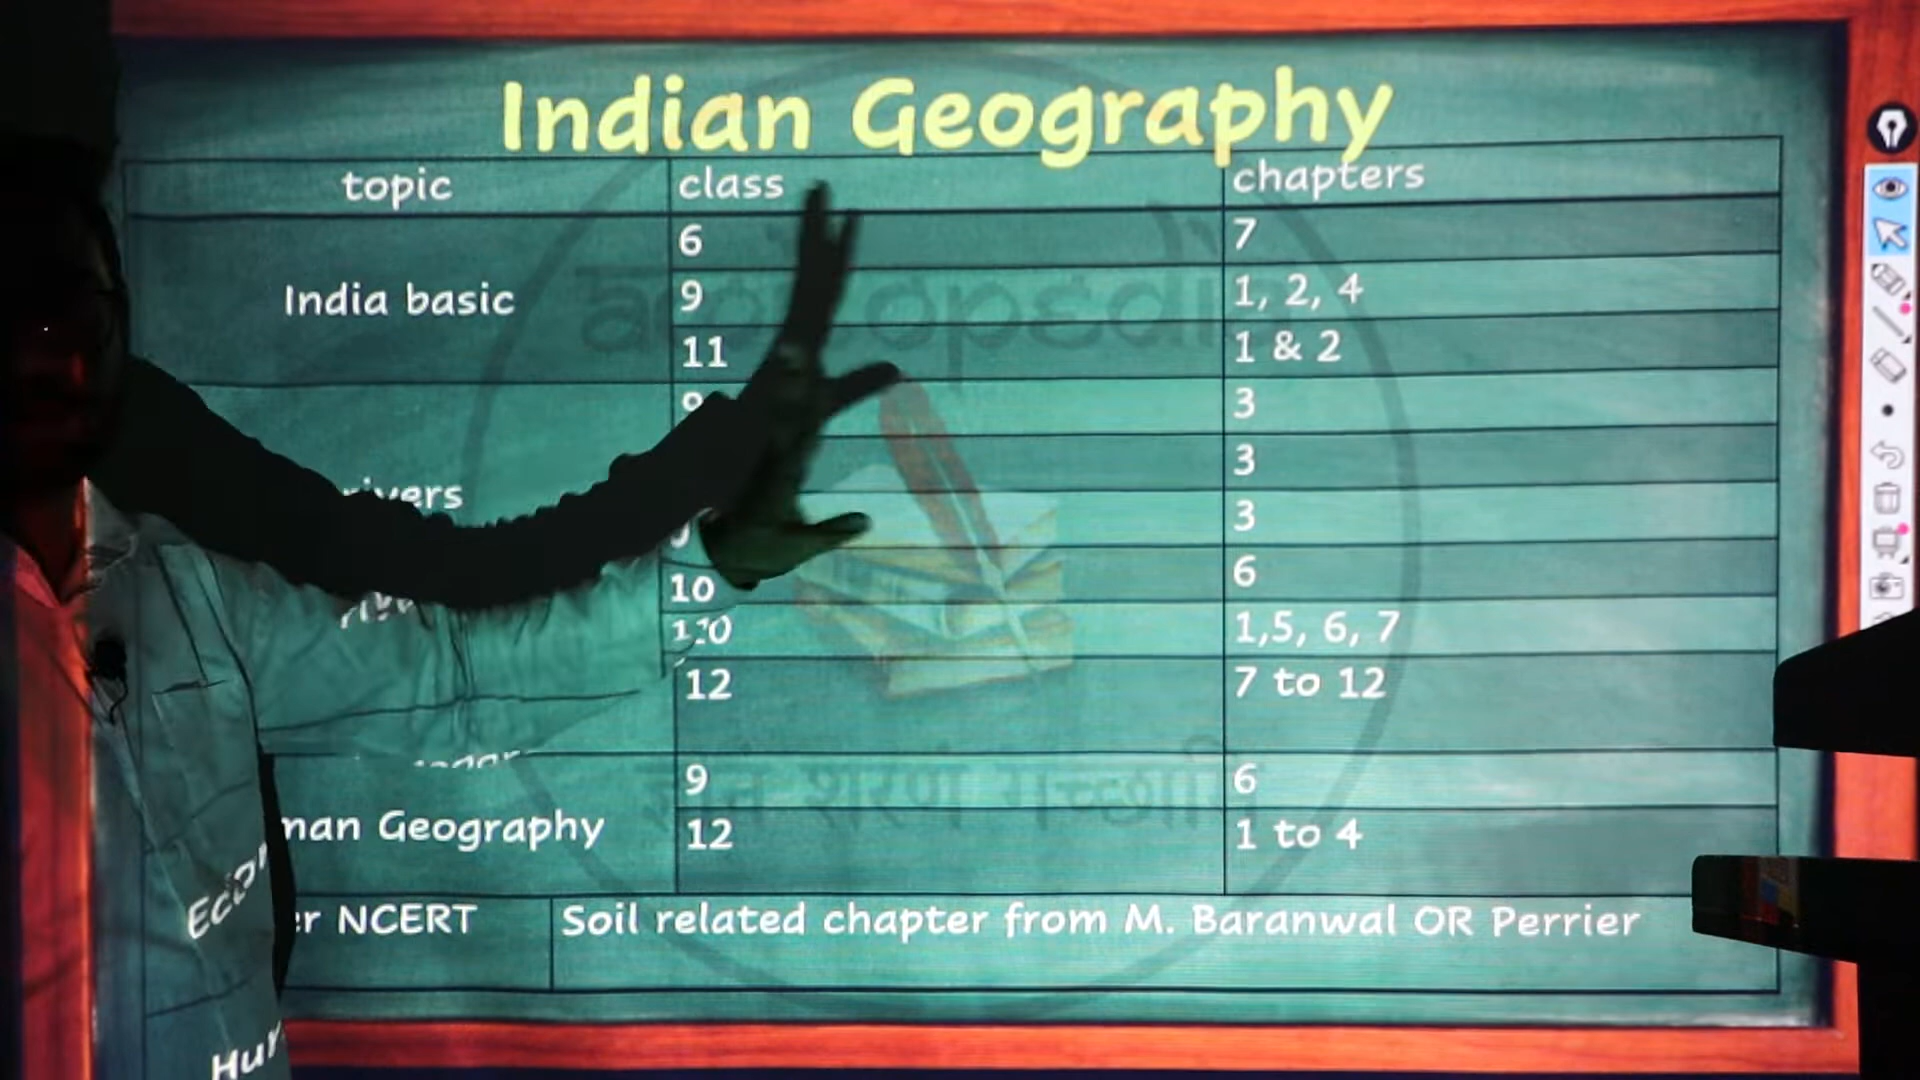 Indian Geography
topic class chapters
6 7
India basic 9 1, 2, 4
11 1 & 2
3
3
3
10 6
1,5, 6, 7
12 7 to 12
9 6
Geography 12 1 to 4
NCERT Soil related chapter from M. Baranwal OR Perrier